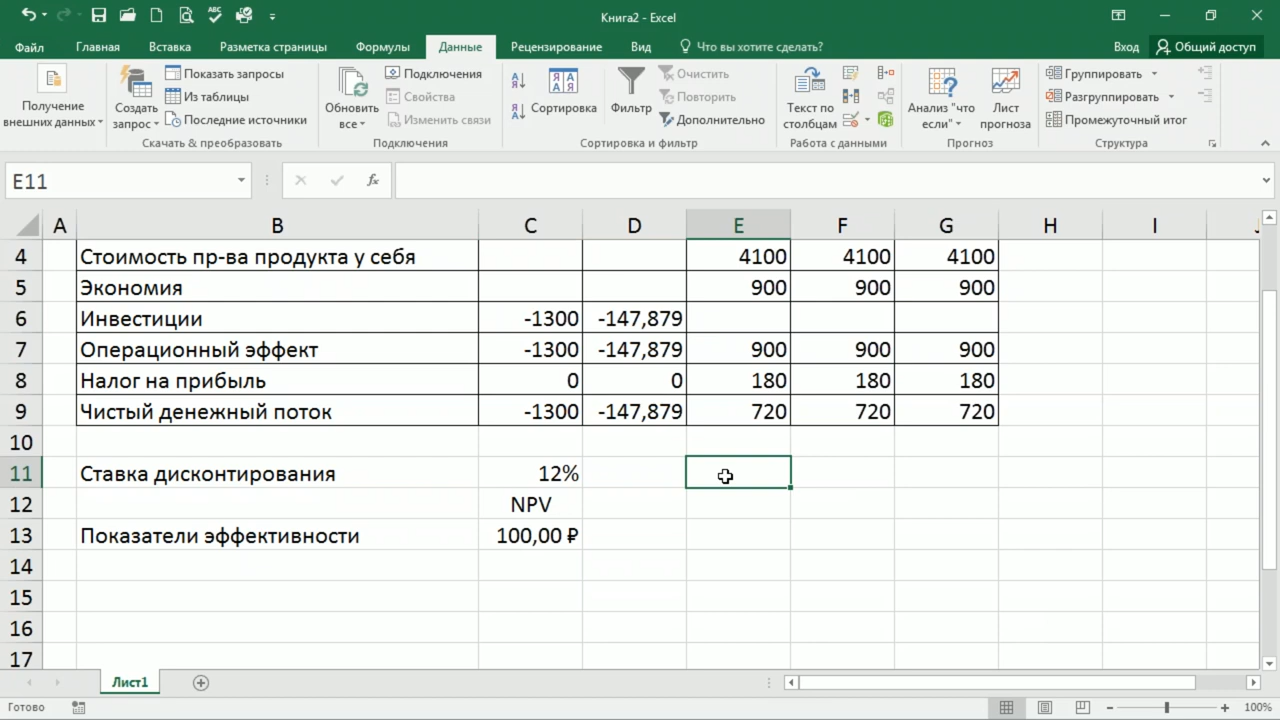 Книга2 - Excel
Файл Главная Вставка Разметка страницы Формулы Данные Рецензирование Вид Что вы хотите сделать? Вход Общий доступ
Получение внешних данных
Создать запрос
Показать запросы
Из таблицы
Последние источники
Скачать & преобразовать
Обновить все
Подключения
Свойства
Изменить связи
Подключения
Сортировка
Фильтр
Очистить
Повторить
Дополнительно
Сортировка и фильтр
Текст по столбцам
Работа с данными
Анализ "что если"
Лист прогноза
Прогноз
Группировать
Разгруппировать
Промежуточный итог
Структура
E11 fx
A B C D E F G H I J
4 Стоимость пр-ва продукта у себя 4100 4100 4100
5 Экономия 900 900 900
6 Инвестиции -1300 -147,879
7 Операционный эффект -1300 -147,879 900 900 900
8 Налог на прибыль 0 0 180 180 180
9 Чистый денежный поток -1300 -147,879 720 720 720
10
11 Ставка дисконтирования 12%
12 NPV
13 Показатели эффективности 100,00 ₽
14
15
16
17
Лист1
Готово 100%